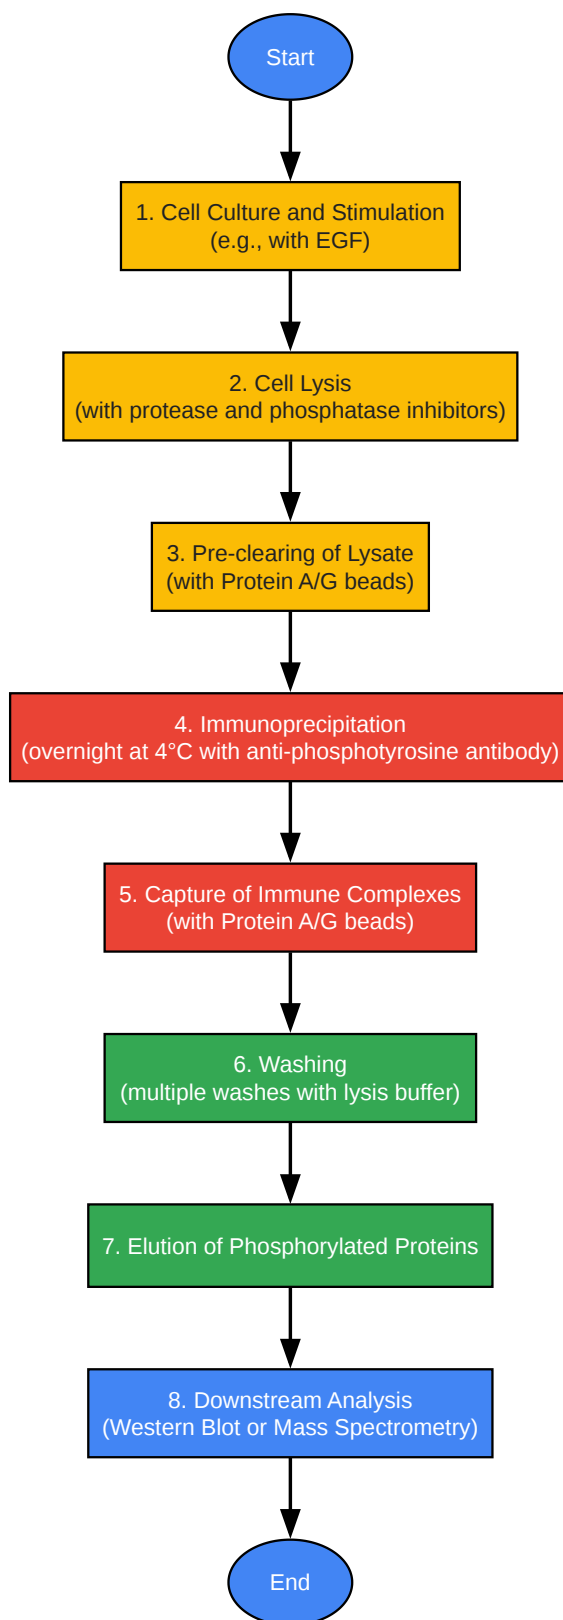 Start
1. Cell Culture and Stimulation
(e.g., with EGF)
2. Cell Lysis
(with protease and phosphatase inhibitors)
3. Pre-clearing of Lysate
(with Protein A/G beads)
4. Immunoprecipitation
(overnight at 4°C with anti-phosphotyrosine antibody)
5. Capture of Immune Complexes
(with Protein A/G beads)
6. Washing
(multiple washes with lysis buffer)
7. Elution of Phosphorylated Proteins
8. Downstream Analysis
(Western Blot or Mass Spectrometry)
End